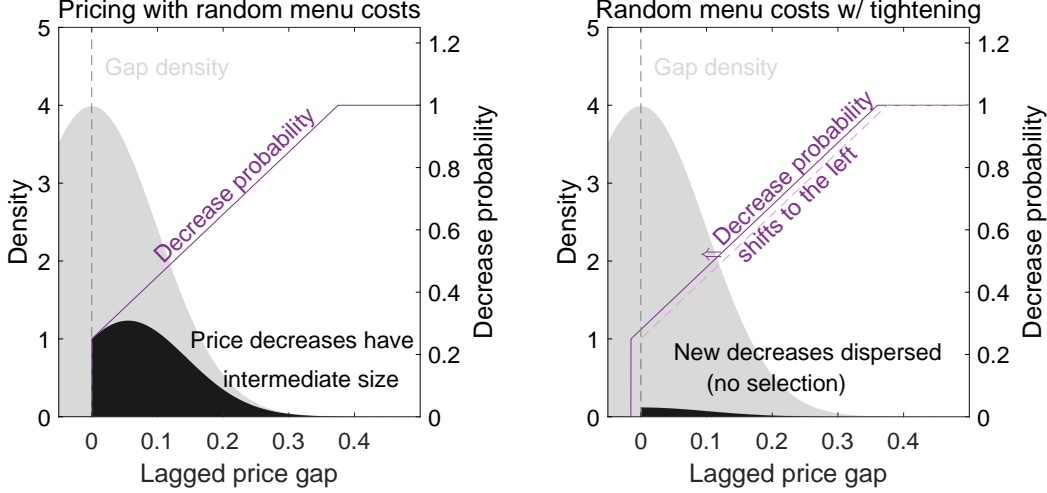 Pricing with random menu costs
5
4
3
2
1
0
Density
0
0.1
0.2
0.3
0.4
Lagged price gap
1.2
1
0.8
0.6
0.4
0.2
0
Decrease probability
Gap density
Decrease probability
Price decreases have
intermediate size
Random menu costs w/ tightening
5
4
3
2
1
0
Density
0
0.1
0.2
0.3
0.4
Lagged price gap
1.2
1
0.8
0.6
0.4
0.2
0
Decrease probability
Gap density
Decrease probability
shifts to the left
New decreases dispersed
(no selection)